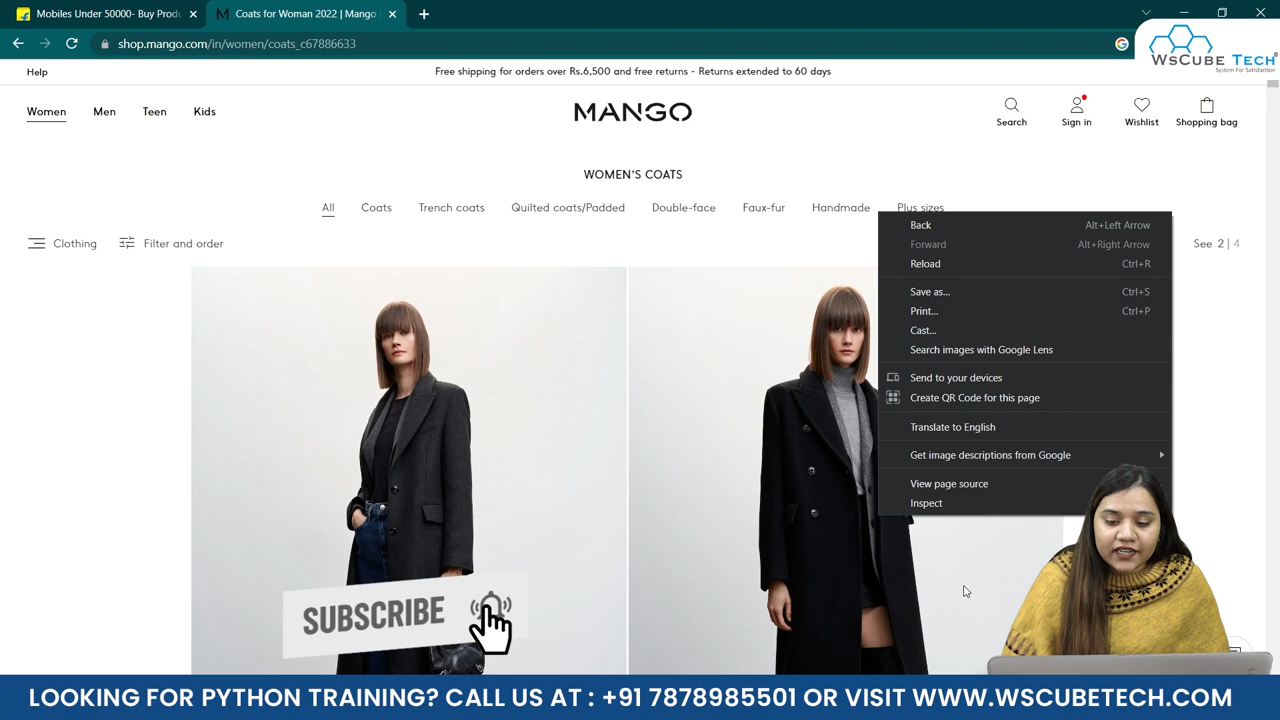 Mobiles Under 50000- Buy Produ
Coats for Woman 2022 | Mango
shop.mango.com/in/women/coats_c67886633
WsCube Tech
System For Satisfaction
Help
Free shipping for orders over Rs.6,500 and free returns - Returns extended to 60 days
Women Men Teen Kids
MANGO
Search Sign in Wishlist Shopping bag
WOMEN'S COATS
All Coats Trench coats Quilted coats/Padded Double-face Faux-fur Handmade Plus sizes
Clothing Filter and order
See 2 | 4
Back Alt+Left Arrow
Forward Alt+Right Arrow
Reload Ctrl+R
Save as... Ctrl+S
Print... Ctrl+P
Cast...
Search images with Google Lens
Send to your devices
Create QR Code for this page
Translate to English
Get image descriptions from Google
View page source
Inspect
SUBSCRIBE
LOOKING FOR PYTHON TRAINING? CALL US AT : +91 7878985501 OR VISIT WWW.WSCUBETECH.COM